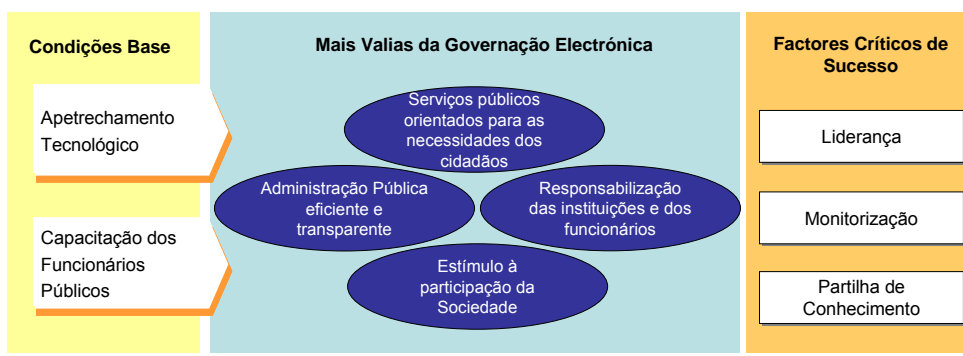 Condições Base
Apetrechamento
Tecnológico
Capacitação dos
Funcionários
Públicos
Mais Valias da Governação Electrónica
Serviços públicos
orientados para as
necessidades dos
cidadãos
Administração Pública
eficiente e
transparente
Responsabilização
das instituições e dos
funcionários
Estímulo à
participação da
Sociedade
Factores Críticos de
Sucesso
Liderança
Monitorização
Partilha de
Conhecimento